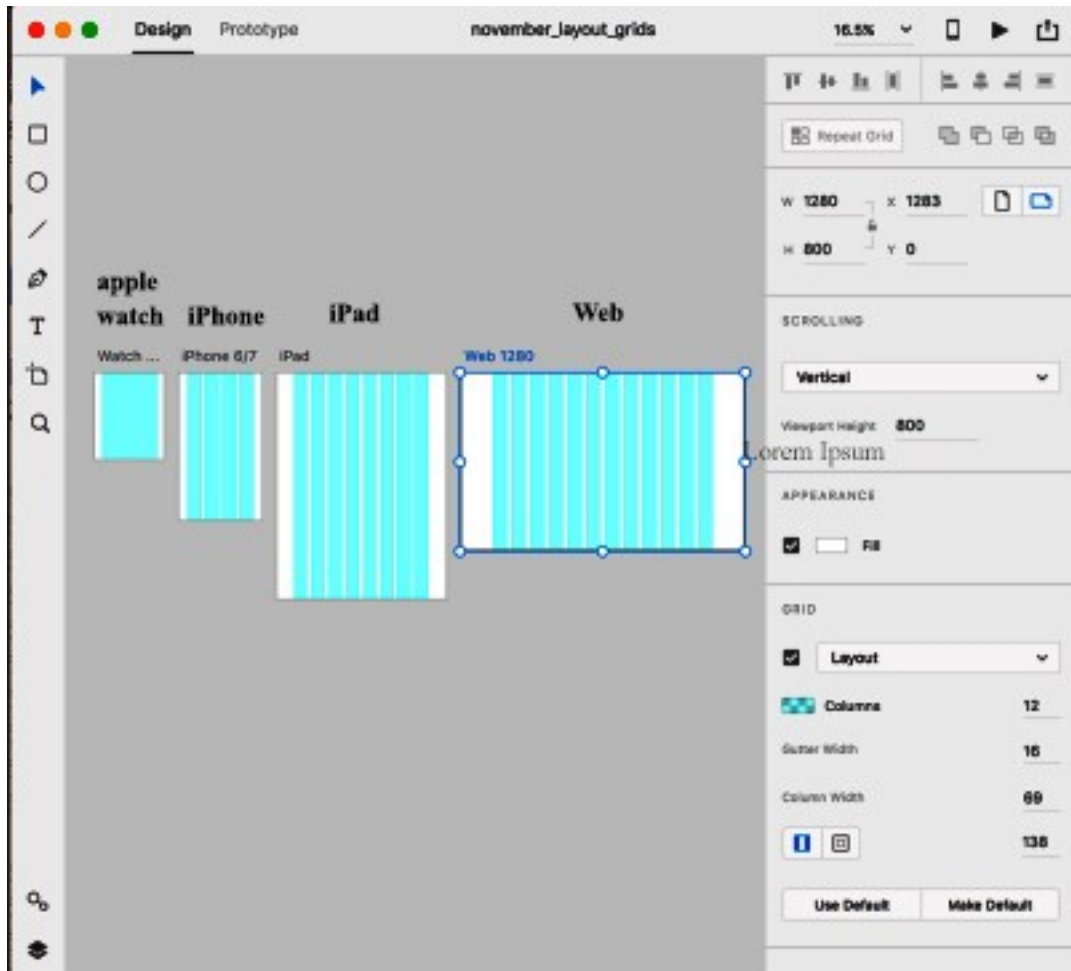 Design Prototype november_layout_grids 16.5%
Repeat Grid
W 1280 X 1283
H 800 Y 0
apple
watch iPhone iPad Web
Watch ... iPhone 6/7 iPad Web 1280
SCROLLING
Vertical
Viewport Height 800
Lorem Ipsum
APPEARANCE
Fill
GRID
Layout
Columns 12
Gutter Width 16
Column Width 69
138
Use Default Make Default